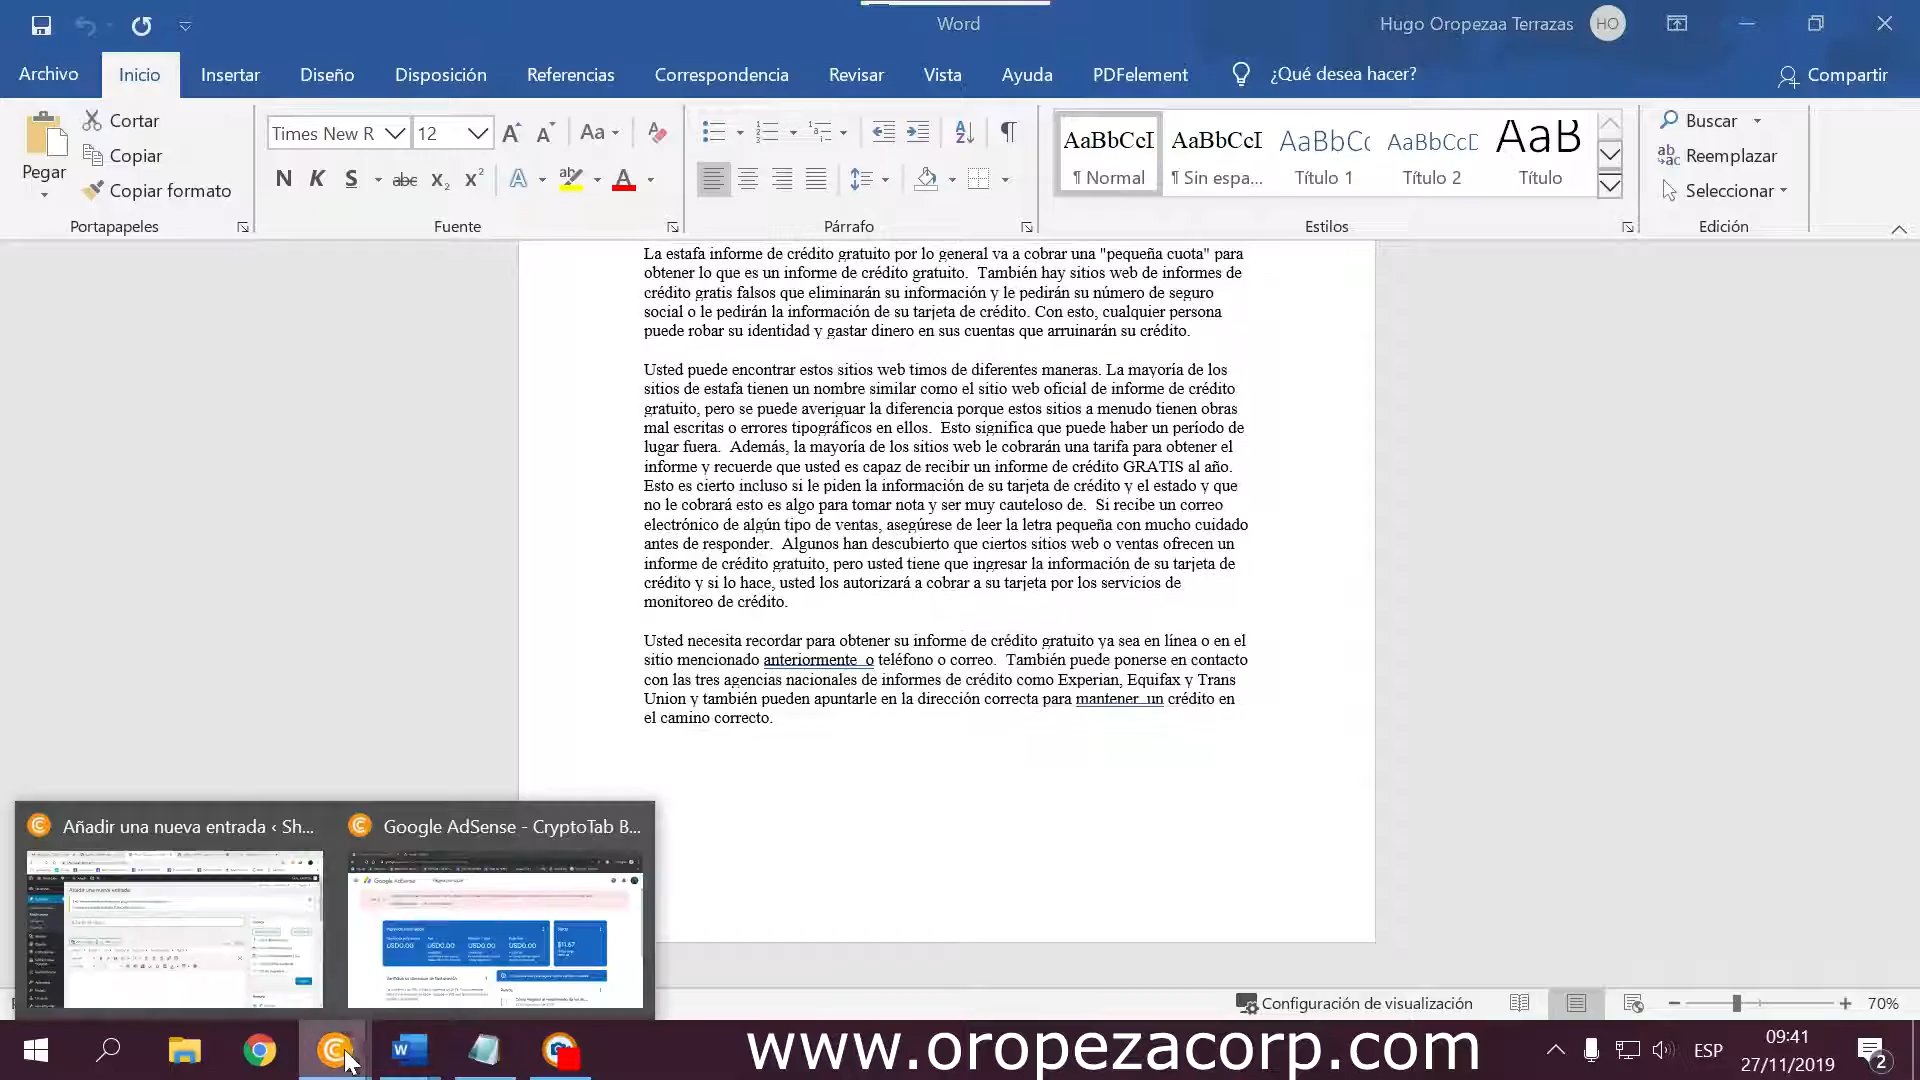 Word
Hugo Oropezaa Terrazas
HO
Archivo
Inicio
Insertar
Diseño
Disposición
Referencias
Correspondencia
Revisar
Vista
Ayuda
PDFelement
¿Qué desea hacer?
Compartir
Pegar
Cortar
Copiar
Copiar formato
Portapapeles
Times New R
12
Fuente
Párrafo
AaBbCcI
¶ Normal
AaBbCcI
¶ Sin espa...
AaBbCc
Título 1
AaBbCcD
Título 2
AaB
Título
Estilos
Buscar
Reemplazar
Seleccionar
Edición
La estafa informe de crédito gratuito por lo general va a cobrar una "pequeña cuota" para
obtener lo que es un informe de crédito gratuito.  También hay sitios web de informes de
crédito gratis falsos que eliminarán su información y le pedirán su número de seguro
social o le pedirán la información de su tarjeta de crédito. Con esto, cualquier persona
puede robar su identidad y gastar dinero en sus cuentas que arruinarán su crédito.
Usted puede encontrar estos sitios web timos de diferentes maneras. La mayoría de los
sitios de estafa tienen un nombre similar como el sitio web oficial de informe de crédito
gratuito, pero se puede averiguar la diferencia porque estos sitios a menudo tienen obras
mal escritas o errores tipográficos en ellos.  Esto significa que puede haber un período de
lugar fuera.  Además, la mayoría de los sitios web le cobrarán una tarifa para obtener el
informe y recuerde que usted es capaz de recibir un informe de crédito GRATIS al año.
Esto es cierto incluso si le piden la información de su tarjeta de crédito y el estado y que
no le cobrará esto es algo para tomar nota y ser muy cauteloso de.  Si recibe un correo
electrónico de algún tipo de ventas, asegúrese de leer la letra pequeña con mucho cuidado
antes de responder.  Algunos han descubierto que ciertos sitios web o ventas ofrecen un
informe de crédito gratuito, pero usted tiene que ingresar la información de su tarjeta de
crédito y si lo hace, usted los autorizará a cobrar a su tarjeta por los servicios de
monitoreo de crédito.
Usted necesita recordar para obtener su informe de crédito gratuito ya sea en línea o en el
sitio mencionado anteriormente  o teléfono o correo.  También puede ponerse en contacto
con las tres agencias nacionales de informes de crédito como Experian, Equifax y Trans
Union y también pueden apuntarle en la dirección correcta para mantener  un crédito en
el camino correcto.
Añadir una nueva entrada ‹ Sh...
Google AdSense - CryptoTab B...
Añadir una nueva entrada
Google AdSense
USD0.00
USD0.00
USD0.00
USD0.00
$11.67
Configuración de visualización
70%
www.oropezacorp.com
ESP
09:41
27/11/2019
2